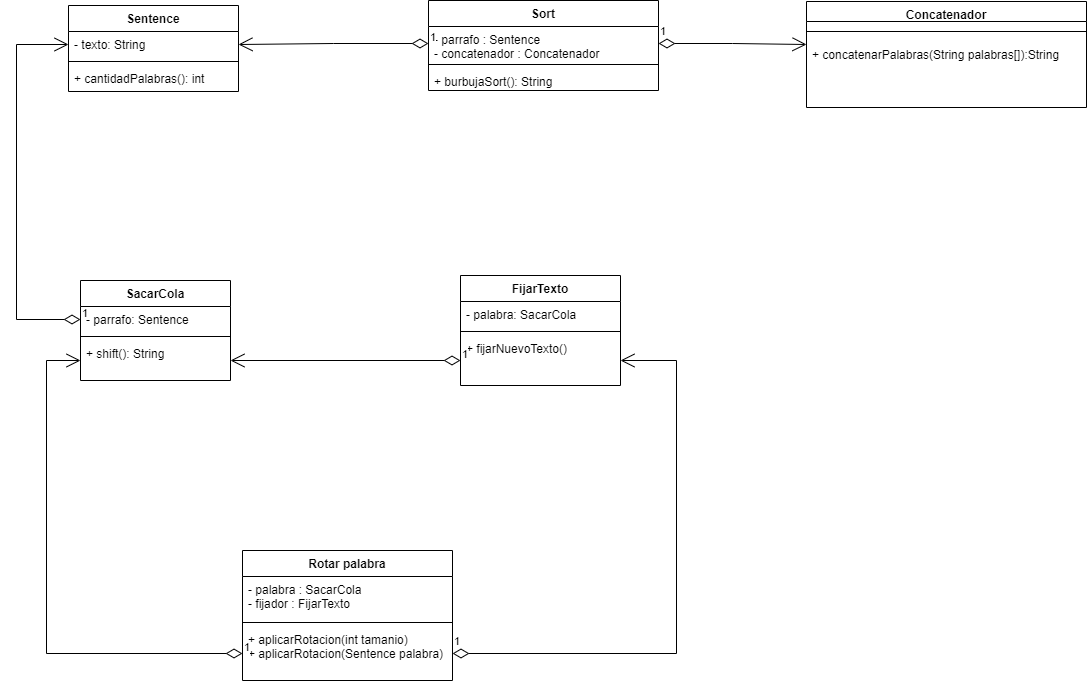 Sentence
- texto: String
+ cantidadPalabras(): int
Sort
1
- parrafo : Sentence
- concatenador : Concatenador
+ burbujaSort(): String
1
Concatenador
+ concatenarPalabras(String palabras[]):String
SacarCola
1
- parrafo: Sentence
+ shift(): String
FijarTexto
- palabra: SacarCola
1
+ fijarNuevoTexto()
Rotar palabra
- palabra : SacarCola
- fijador : FijarTexto
+ aplicarRotacion(int tamanio)
1
+ aplicarRotacion(Sentence palabra)
1